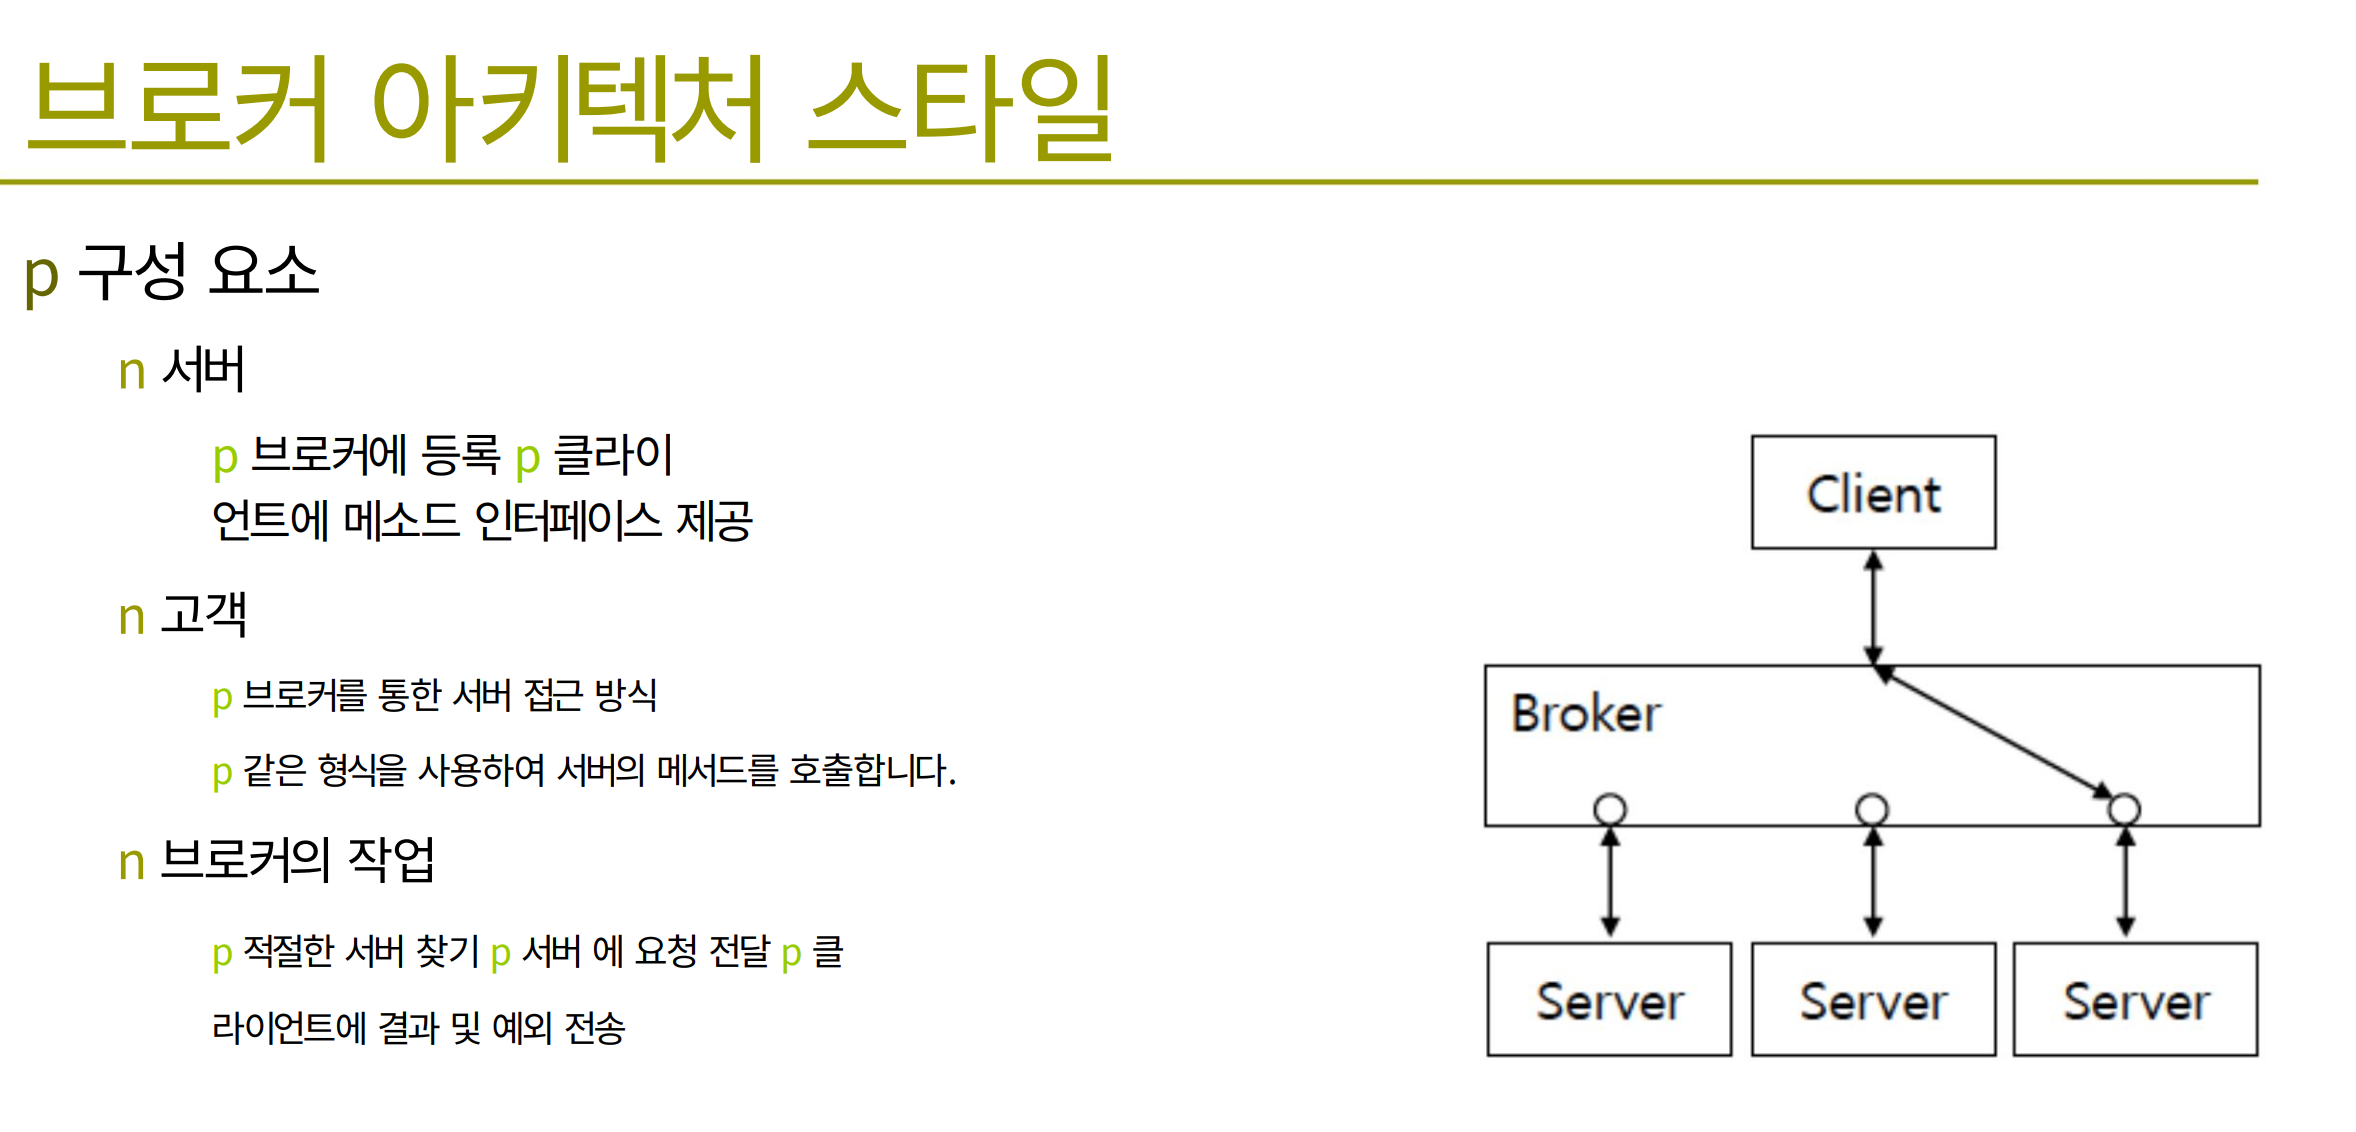 브로커 아키텍처 스타일
p 구성 요소
n 서버
p 브로커에 등록 p 클라이
언트에 메소드 인터페이스 제공
n 고객
p 브로커를 통한 서버 접근 방식
p 같은 형식을 사용하여 서버의 메서드를 호출합니다.
n 브로커의 작업
p 적절한 서버 찾기 p 서버 에 요청 전달 p 클
라이언트에 결과 및 예외 전송
Client
Broker
Server Server Server